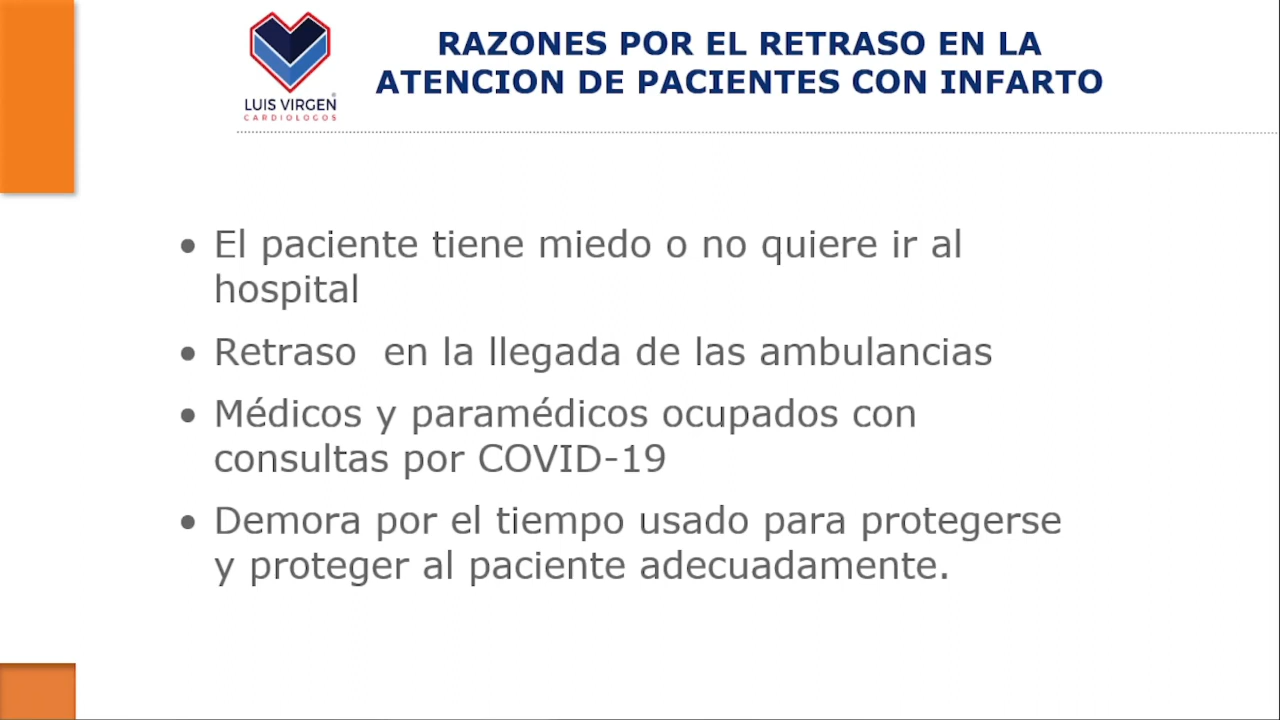 RAZONES POR EL RETRASO EN LA
ATENCION DE PACIENTES CON INFARTO
LUIS VIRGEN
CARDIOLOGOS
• El paciente tiene miedo o no quiere ir al
hospital
• Retraso  en la llegada de las ambulancias
• Médicos y paramédicos ocupados con
consultas por COVID-19
• Demora por el tiempo usado para protegerse
y proteger al paciente adecuadamente.